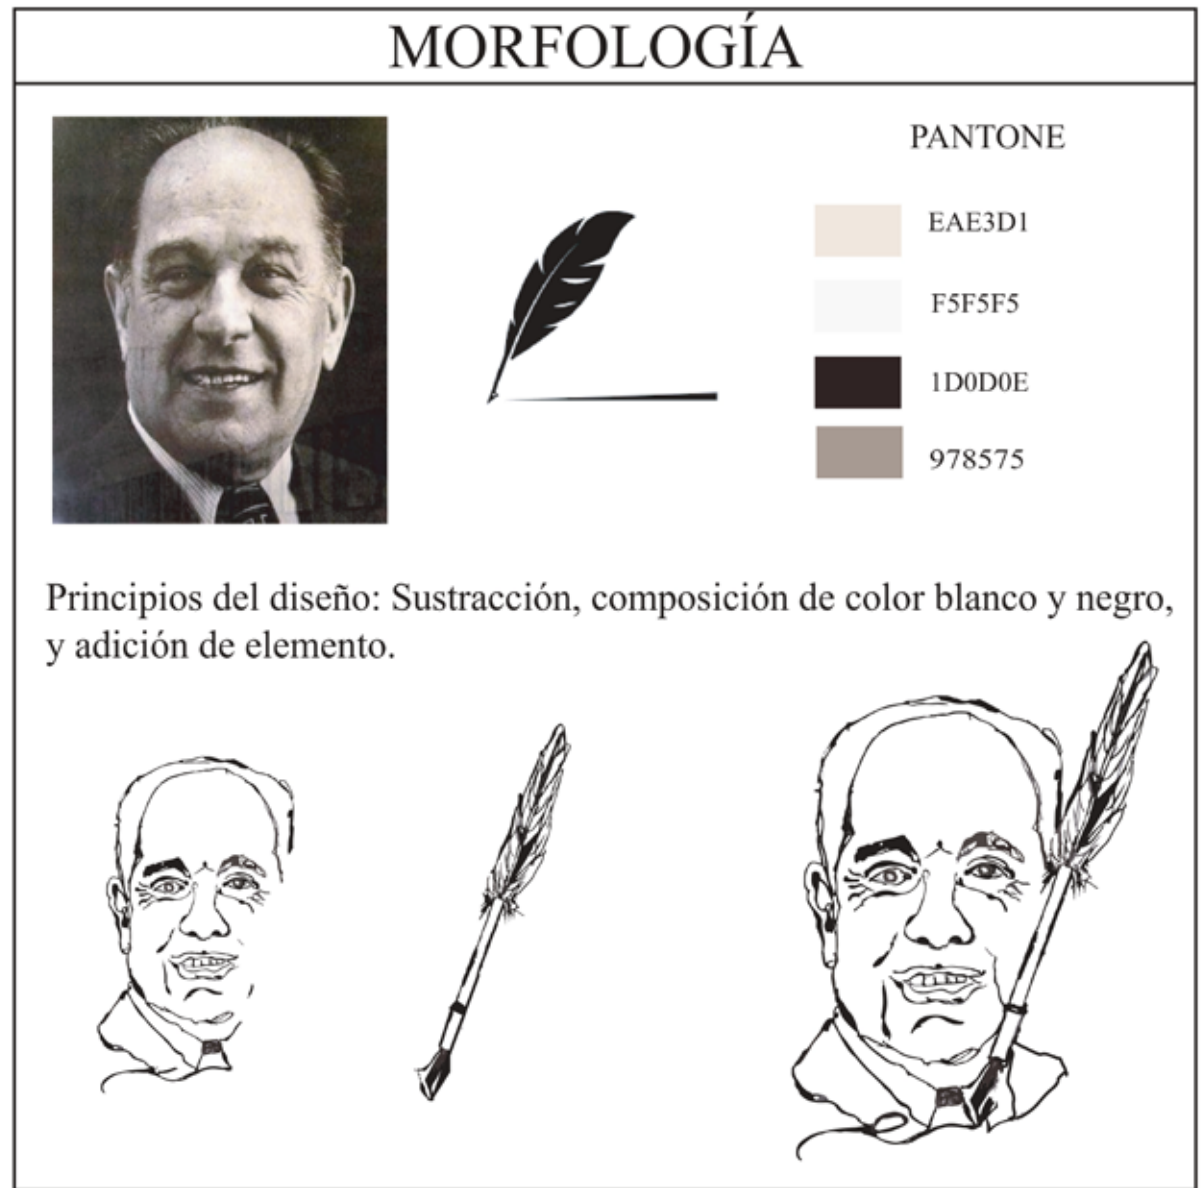 MORFOLOGÍA
PANTONE
EAE3D1
F5F5F5
1D0D0E
978575
Principios del diseño: Sustracción, composición de color blanco y negro,
y adición de elemento.